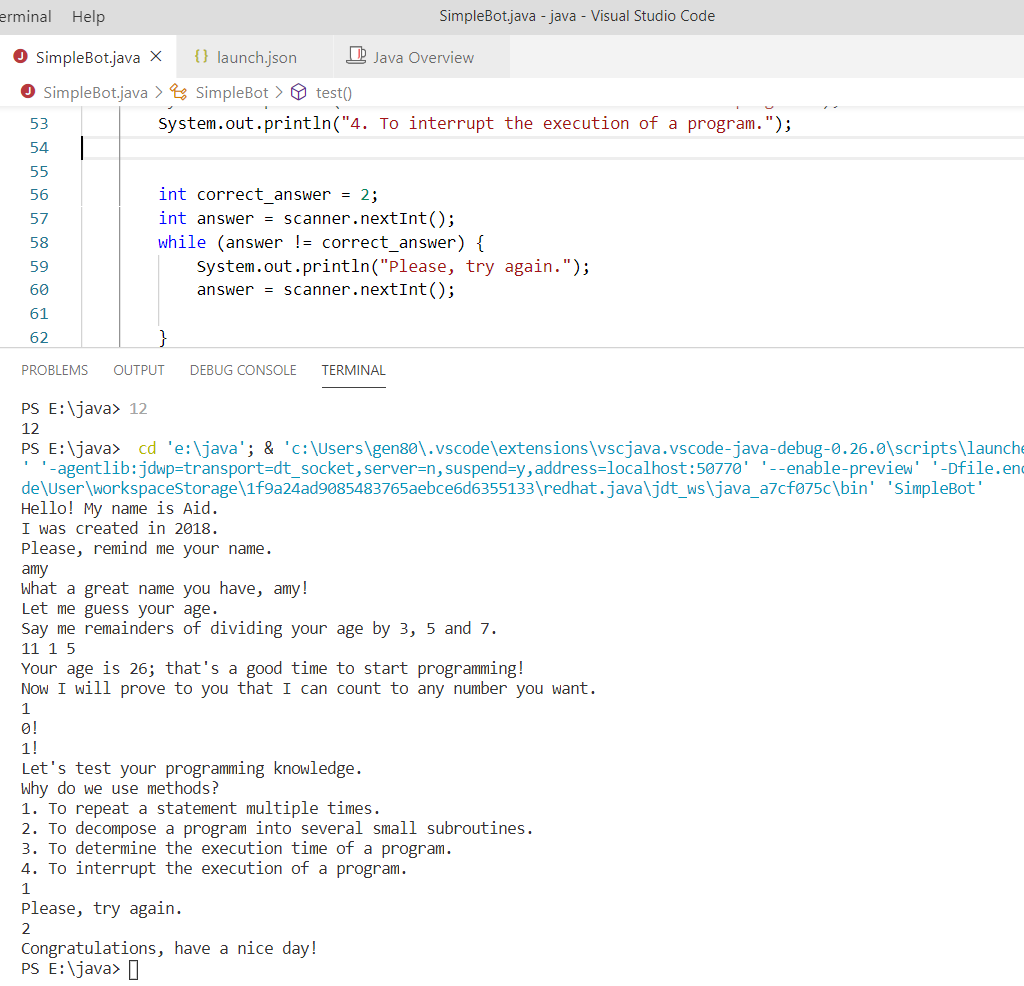 erminal Help SimpleBot.java - java - Visual Studio Code
SimpleBot.java launch.json Java Overview
SimpleBot.java > SimpleBot > test()
53 System.out.println("4. To interrupt the execution of a program.");
54
55
56 int correct_answer = 2;
57 int answer = scanner.nextInt();
58 while (answer != correct_answer) {
59 System.out.println("Please, try again.");
60 answer = scanner.nextInt();
61
62 }
PROBLEMS OUTPUT DEBUG CONSOLE TERMINAL
PS E:\java> 12
12
PS E:\java> cd 'e:\java'; & 'c:\Users\gen80\.vscode\extensions\vscjava.vscode-java-debug-0.26.0\scripts\launche
' '-agentlib:jdwp=transport=dt_socket,server=n,suspend=y,address=localhost:50770' '--enable-preview' '-Dfile.enc
de\User\workspaceStorage\1f9a24ad9085483765aebce6d6355133\redhat.java\jdt_ws\java_a7cf075c\bin' 'SimpleBot'
Hello! My name is Aid.
I was created in 2018.
Please, remind me your name.
amy
What a great name you have, amy!
Let me guess your age.
Say me remainders of dividing your age by 3, 5 and 7.
11 1 5
Your age is 26; that's a good time to start programming!
Now I will prove to you that I can count to any number you want.
1
0!
1!
Let's test your programming knowledge.
Why do we use methods?
1. To repeat a statement multiple times.
2. To decompose a program into several small subroutines.
3. To determine the execution time of a program.
4. To interrupt the execution of a program.
1
Please, try again.
2
Congratulations, have a nice day!
PS E:\java>